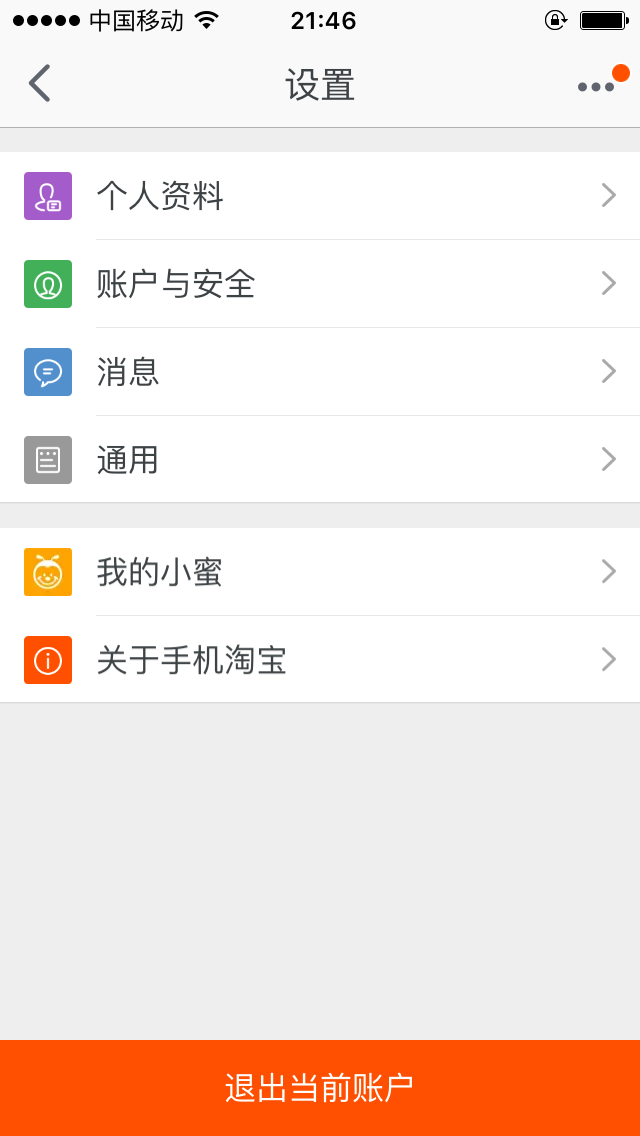 中国移动 21:46
设置
个人资料
账户与安全
消息
通用
我的小蜜
关于手机淘宝
退出当前账户